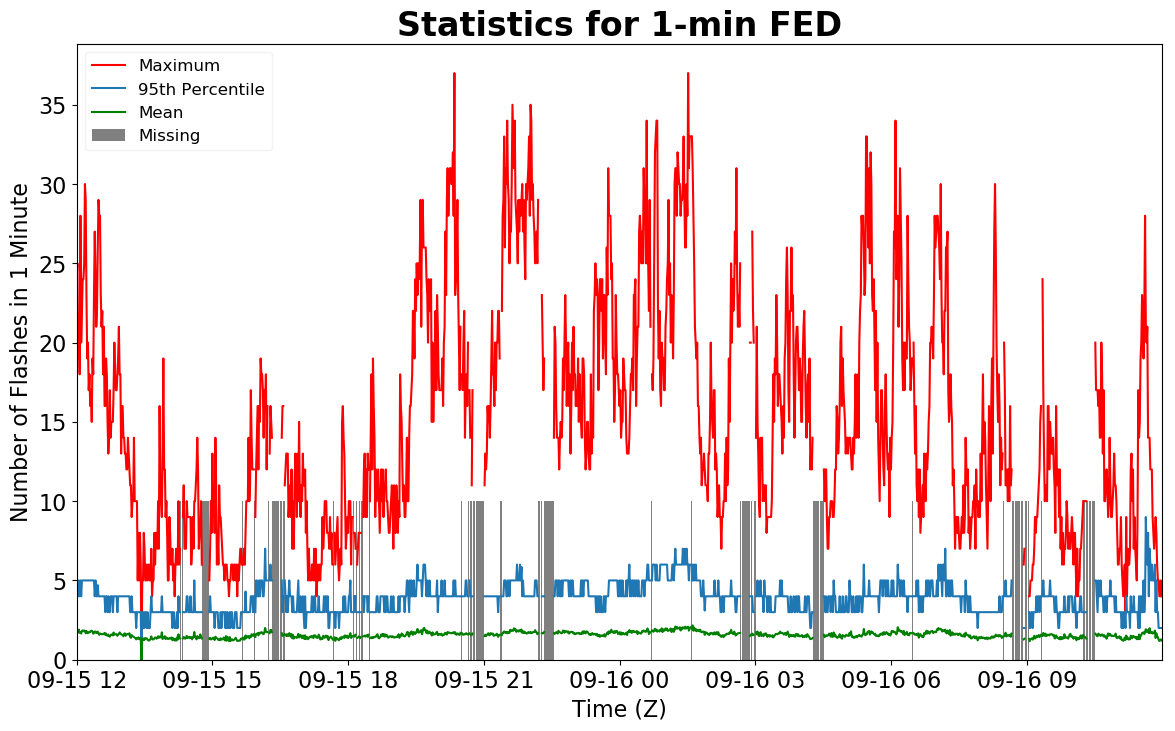 Statistics for 1-min FED
Maximum
95th Percentile
Mean
Missing
Number of Flashes in 1 Minute
35
30
25
20
15
10
5
0
09-15 12
09-15 15
09-15 18
09-15 21
09-16 00
09-16 03
09-16 06
09-16 09
Time (Z)